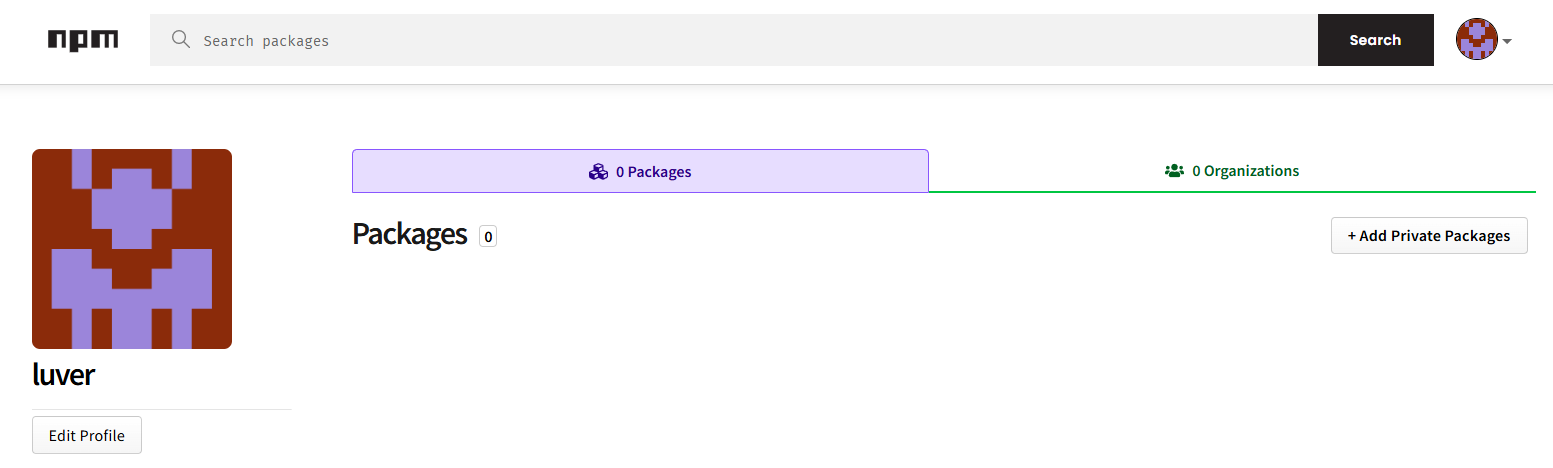 npm
Search packages
Search
0 Packages
0 Organizations
Packages 0
+ Add Private Packages
luver
Edit Profile